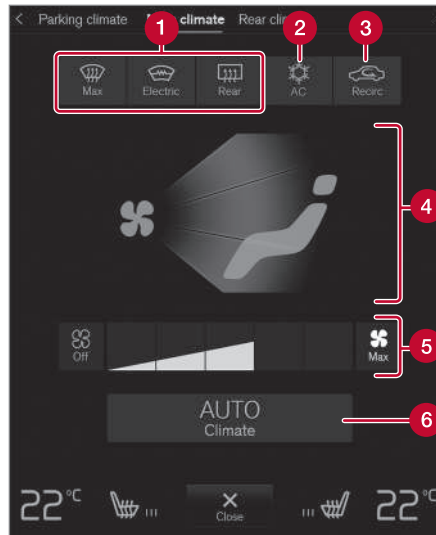 Parking climate climate Rear
1 2 3
Max Electric Rear AC Recirc
4
Off Max 5
AUTO 6
Climate
22°C 22°C
Close